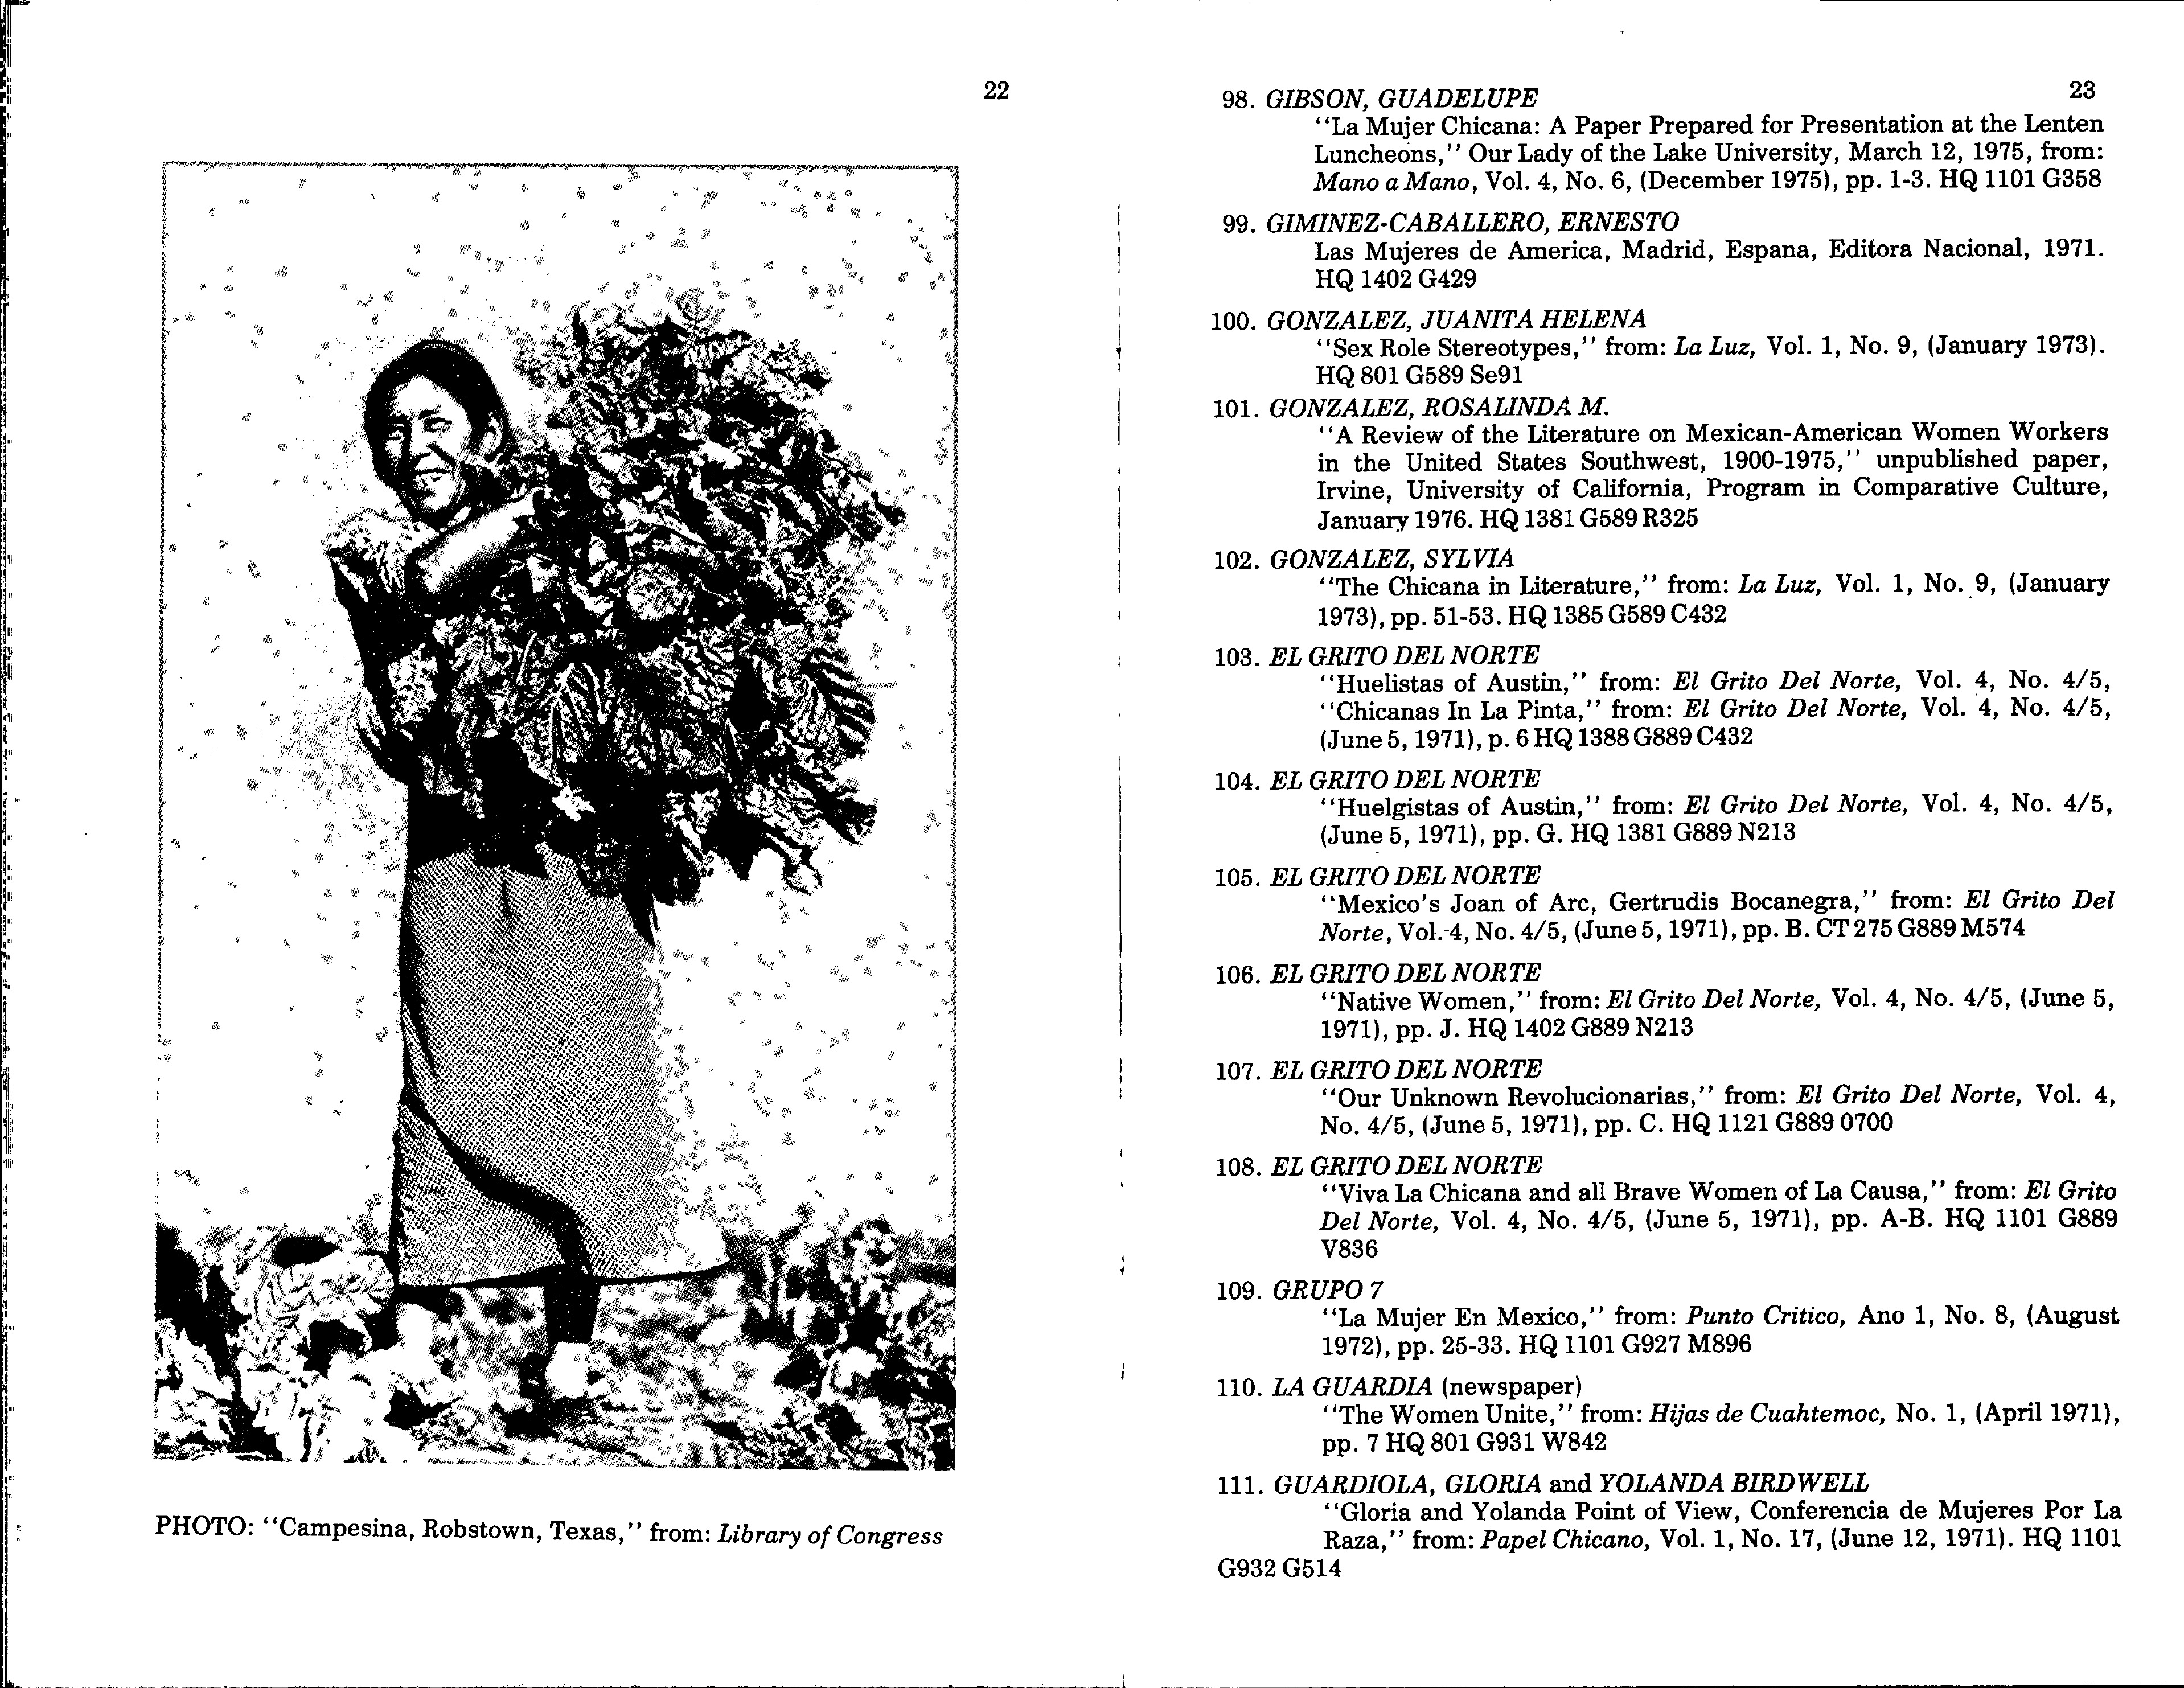 22
PHOTO: “Campesina, Robstown, Texas,” from: Library of Congress
23
98. GIBSON, GUADELUPE
“La Mujer Chicana: A Paper Prepared for Presentation at the Lenten
Luncheons,” Our Lady of the Lake University, March 12, 1975, from:
Mano a Mano, Vol. 4, No. 6, (December 1975), pp. 1-3. HQ 1101 G358
99. GIMINEZ-CABALLERO, ERNESTO
Las Mujeres de America, Madrid, Espana, Editora Nacional, 1971.
HQ 1402 G429
100. GONZALEZ, JUANITA HELENA
“Sex Role Stereotypes,” from: La Luz, Vol. 1, No. 9, (January 1973).
HQ 801 G589 Se91
101. GONZALEZ, ROSALINDA M.
“A Review of the Literature on Mexican-American Women Workers
in the United States Southwest, 1900-1975,” unpublished paper,
Irvine, University of California, Program in Comparative Culture,
January 1976. HQ 1381 G589 R325
102. GONZALEZ, SYLVIA
“The Chicana in Literature,” from: La Luz, Vol. 1, No. 9, (January
1973), pp. 51-53. HQ 1385 G589 C432
103. EL GRITO DEL NORTE
“Huelistas of Austin,” from: El Grito Del Norte, Vol. 4, No. 4/5,
“Chicanas In La Pinta,” from: El Grito Del Norte, Vol. 4, No. 4/5,
(June 5, 1971), p. 6 HQ 1388 G889 C432
104. EL GRITO DEL NORTE
“Huelgistas of Austin,” from: El Grito Del Norte, Vol. 4, No. 4/5,
(June 5, 1971), pp. G. HQ 1381 G889 N213
105. EL GRITO DEL NORTE
“Mexico’s Joan of Arc, Gertrudis Bocanegra,” from: El Grito Del
Norte, Vol. 4, No. 4/5, (June 5, 1971), pp. B. CT 275 G889 M574
106. EL GRITO DEL NORTE
“Native Women,” from: El Grito Del Norte, Vol. 4, No. 4/5, (June 5,
1971), pp. J. HQ 1402 G889 N213
107. EL GRITO DEL NORTE
“Our Unknown Revolucionarias,” from: El Grito Del Norte, Vol. 4,
No. 4/5, (June 5, 1971), pp. C. HQ 1121 G889 0700
108. EL GRITO DEL NORTE
“Viva La Chicana and all Brave Women of La Causa,” from: El Grito
Del Norte, Vol. 4, No. 4/5, (June 5, 1971), pp. A-B. HQ 1101 G889
V836
109. GRUPO 7
“La Mujer En Mexico,” from: Punto Critico, Ano 1, No. 8, (August
1972), pp. 25-33. HQ 1101 G927 M896
110. LA GUARDIA (newspaper)
“The Women Unite,” from: Hijas de Cuahtemoc, No. 1, (April 1971),
pp. 7 HQ 801 G931 W842
111. GUARDIOLA, GLORIA and YOLANDA BIRDWELL
“Gloria and Yolanda Point of View, Conferencia de Mujeres Por La
Raza,” from: Papel Chicano, Vol. 1, No. 17, (June 12, 1971). HQ 1101
G932 G514